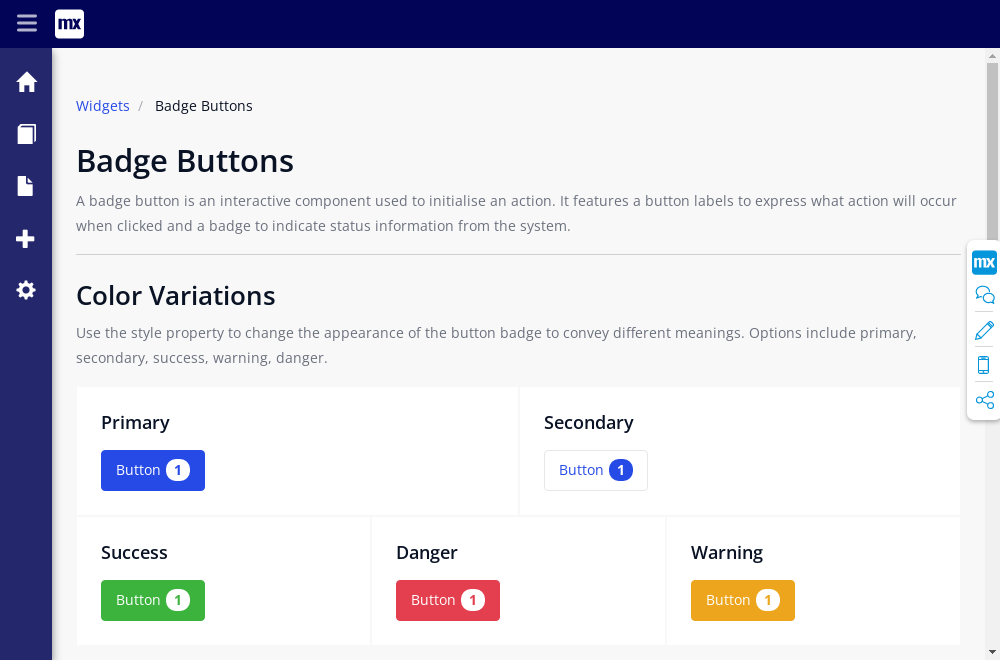 mx
Widgets / Badge Buttons
Badge Buttons
A badge button is an interactive component used to initialise an action. It features a button labels to express what action will occur
when clicked and a badge to indicate status information from the system.
mx
Color Variations
Use the style property to change the appearance of the button badge to convey different meanings. Options include primary,
secondary, success, warning, danger.
Primary
Secondary
Button 1
Button 1
Success
Danger
Warning
Button 1
Button 1
Button 1